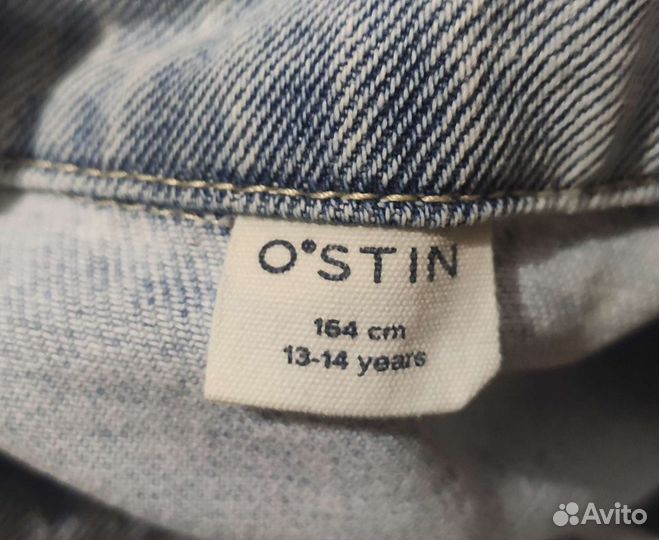 O'STIN
164 cm
13-14 years
Avito